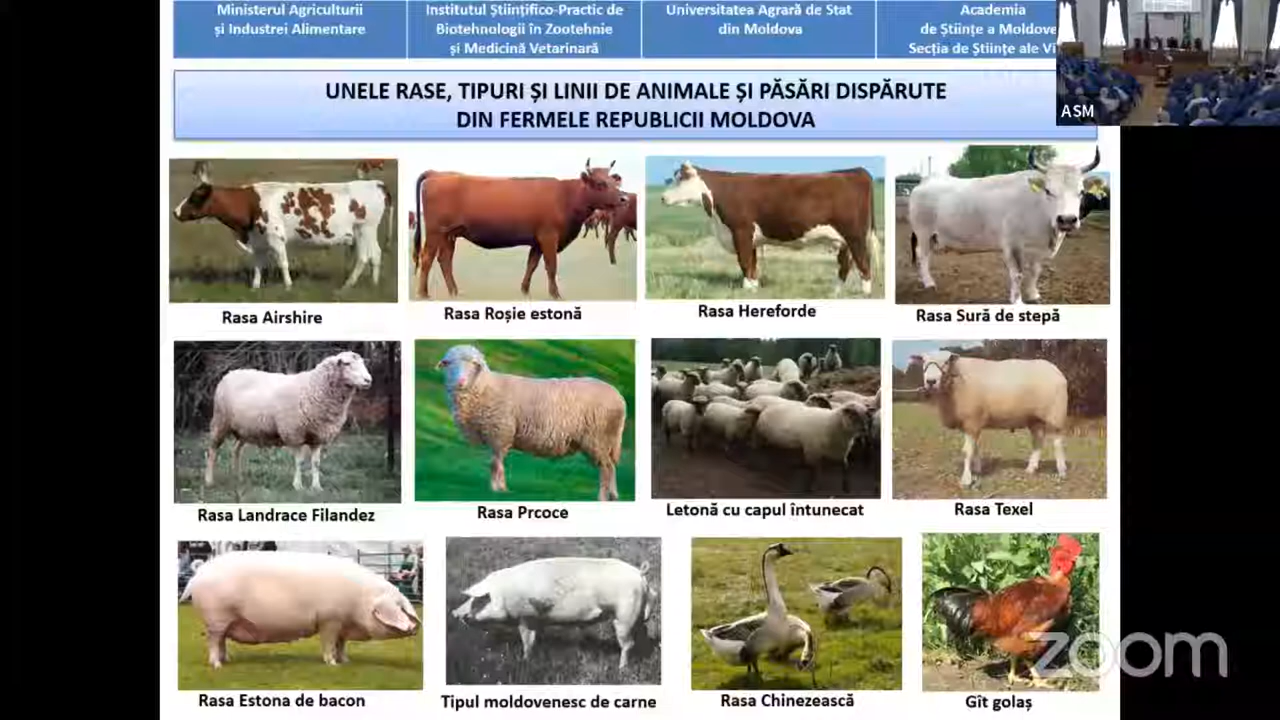 Ministerul Agriculturii
și Industrei Alimentare
Institutul Științifico-Practic de
Biotehnologii în Zootehnie
și Medicină Vetarinară
Universitatea Agrară de Stat
din Moldova
Academia
de Științe a Moldove
Secția de Științe ale Vi
ASM
UNELE RASE, TIPURI ȘI LINII DE ANIMALE ȘI PĂSĂRI DISPĂRUTE
DIN FERMELE REPUBLICII MOLDOVA
Rasa Airshire
Rasa Roșie estonă
Rasa Hereforde
Rasa Sură de stepă
Rasa Landrace Filandez
Rasa Prcoce
Letonă cu capul întunecat
Rasa Texel
Rasa Estona de bacon
Tipul moldovenesc de carne
Rasa Chinezească
Gît golaș
zoom